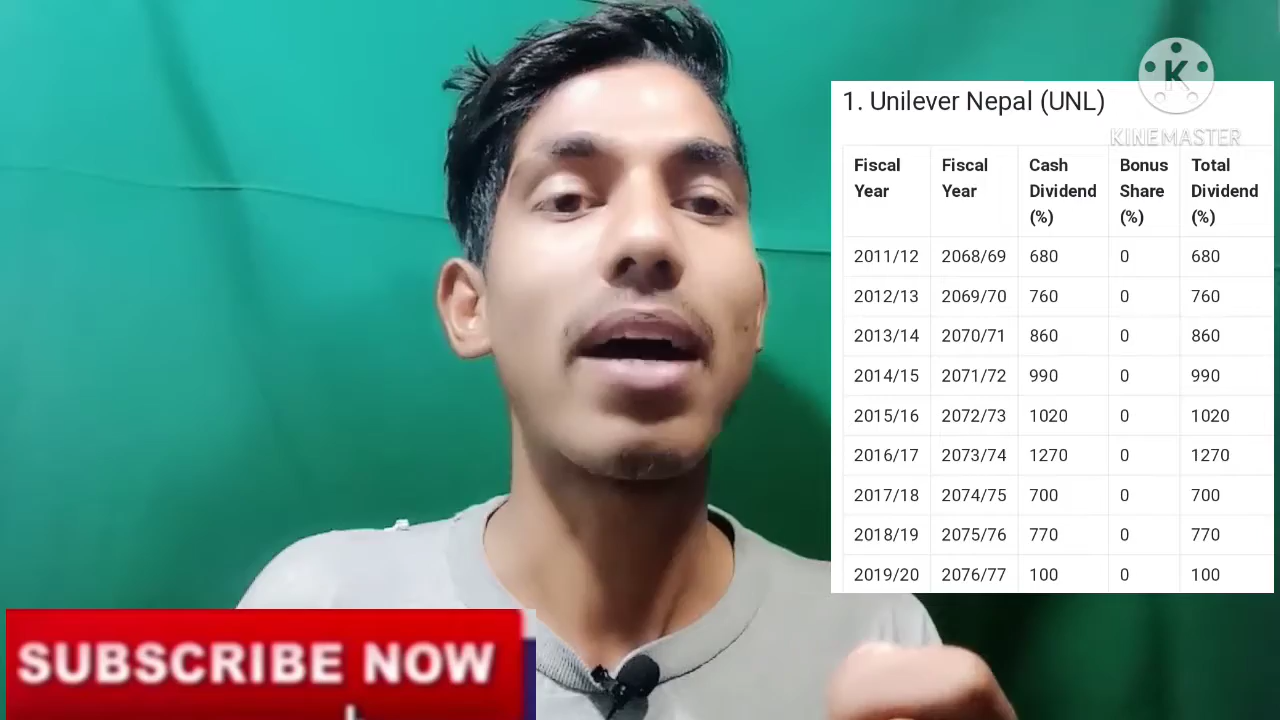 1. Unilever Nepal (UNL)
K
KINEMASTER
Fiscal Year Fiscal Year Cash Dividend (%) Bonus Share (%) Total Dividend (%)
2011/12 2068/69 680 0 680
2012/13 2069/70 760 0 760
2013/14 2070/71 860 0 860
2014/15 2071/72 990 0 990
2015/16 2072/73 1020 0 1020
2016/17 2073/74 1270 0 1270
2017/18 2074/75 700 0 700
2018/19 2075/76 770 0 770
2019/20 2076/77 100 0 100
SUBSCRIBE NOW